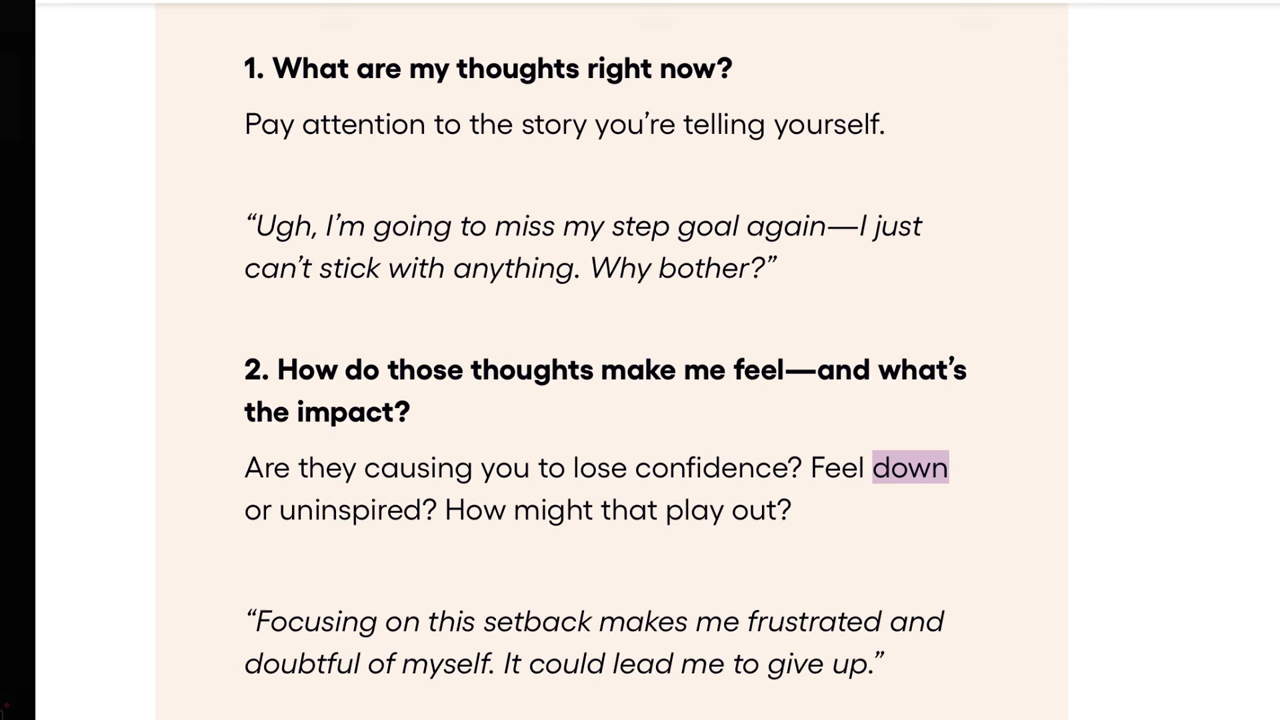 1. What are my thoughts right now?
Pay attention to the story you’re telling yourself.
“Ugh, I’m going to miss my step goal again—I just
can’t stick with anything. Why bother?”
2. How do those thoughts make me feel—and what’s
the impact?
Are they causing you to lose confidence? Feel down
or uninspired? How might that play out?
“Focusing on this setback makes me frustrated and
doubtful of myself. It could lead me to give up.”